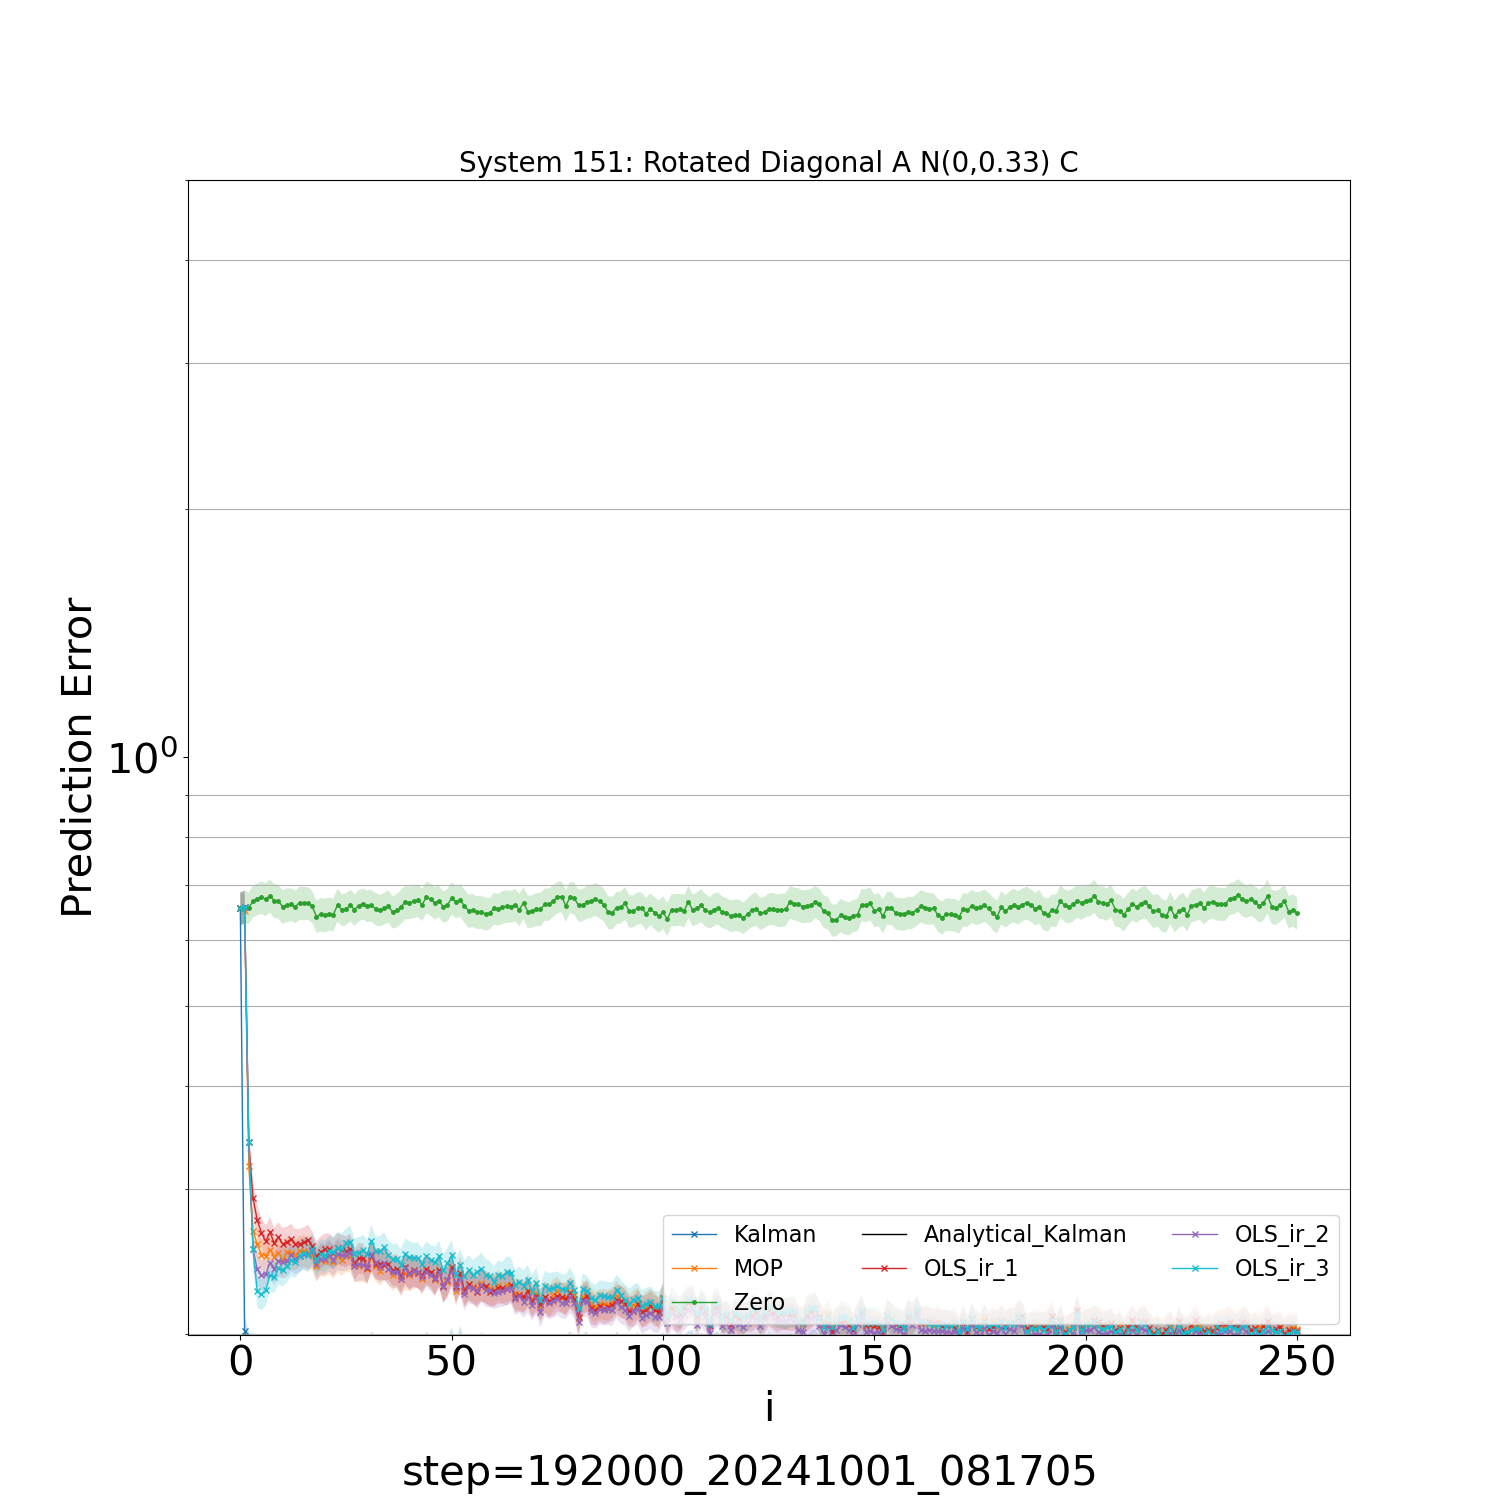 System 151: Rotated Diagonal A N(0,0.33) C
Prediction Error
10⁰
Kalman
MOP
Zero
Analytical_Kalman
OLS_ir_1
OLS_ir_2
OLS_ir_3
0 50 100 150 200 250
i
step=192000_20241001_081705